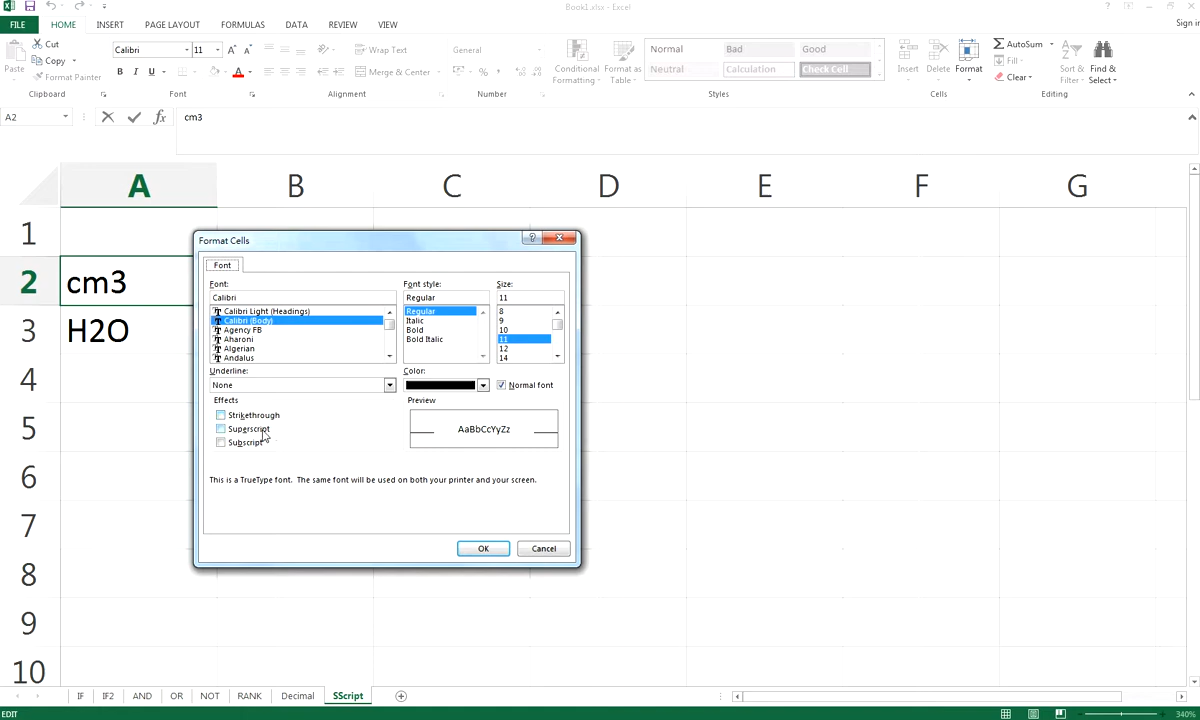 Book1.xlsx - Excel
FILE HOME INSERT PAGE LAYOUT FORMULAS DATA REVIEW VIEW Sign in
Paste Cut Copy Format Painter
Calibri 11 Wrap Text General
B I U Merge & Center
Conditional Formatting Format as Table
Normal Bad Good
Neutral Calculation Check Cell
Insert Delete Format
AutoSum Fill Clear
Sort & Filter Find & Select
Clipboard Font Alignment Number Styles Cells Editing
A2 fx cm3
A B C D E F G
1
2 cm3
3 H2O
4
5
6
7
8
9
10
Format Cells
Font
Font: Font style: Size:
Calibri Regular 11
Calibri Light (Headings) Regular 8
Calibri (Body) Italic 9
Agency FB Bold 10
Aharoni Bold Italic 11
Algerian 12
Andalus 14
Underline: Color:
None Normal font
Effects Preview
Strikethrough
Superscript AaBbCcYyZz
Subscript
This is a TrueType font. The same font will be used on both your printer and your screen.
OK Cancel
IF IF2 AND OR NOT RANK Decimal SScript
EDIT 340%